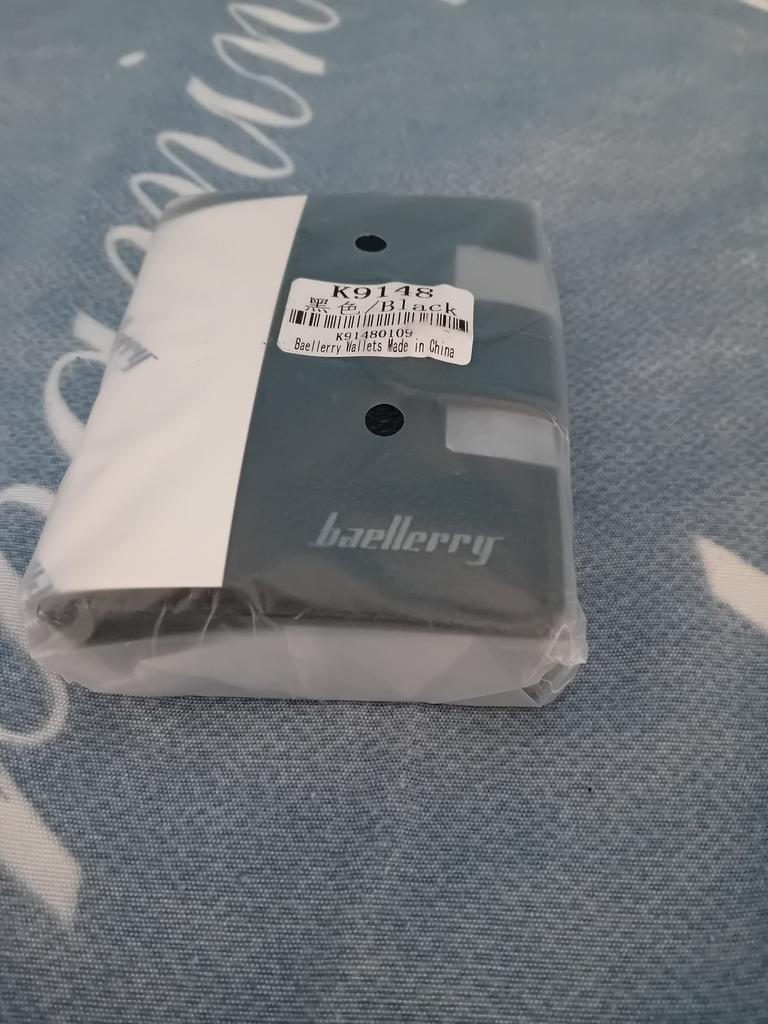 K9148
黑色/Black
K91480109
Baellerry Wallets Made in China
baellerry